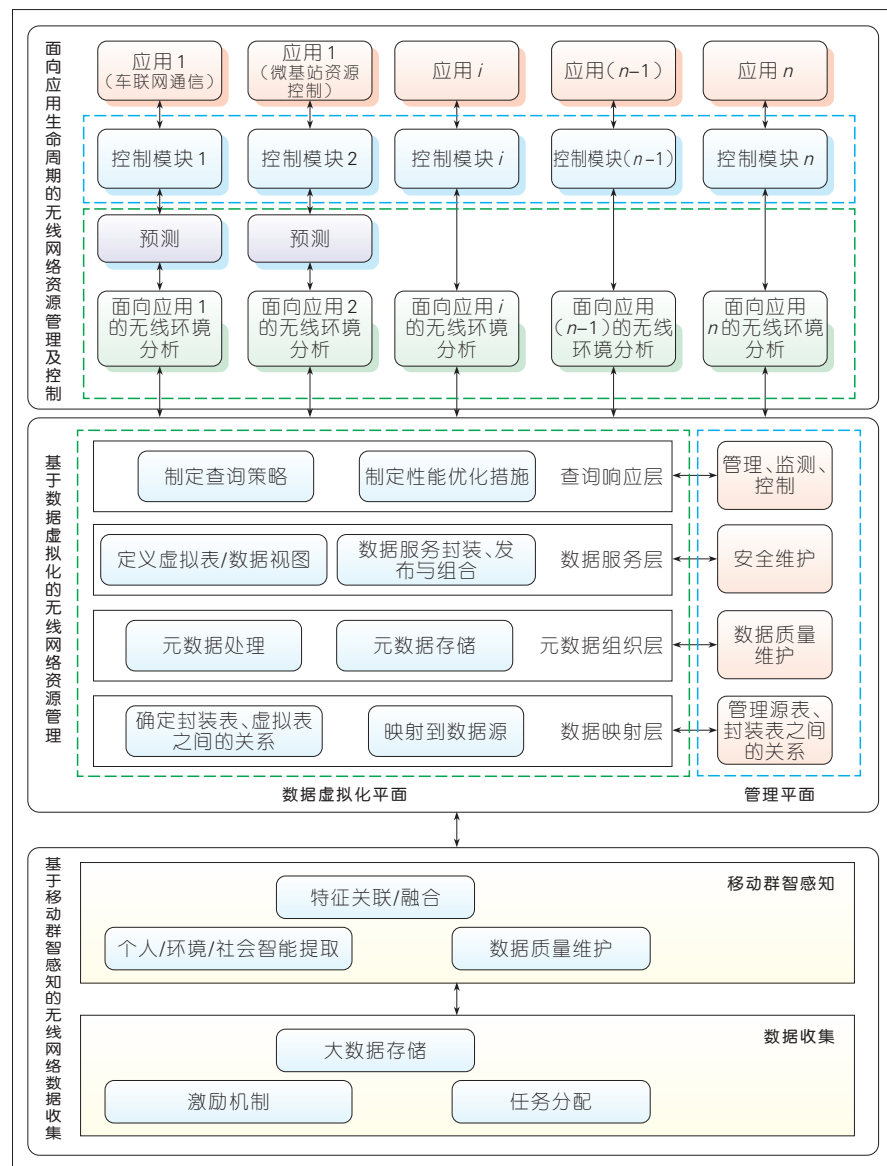 面向应用生命周期的无线网络资源管理及控制
应用1
（车联网通信）
应用1
（微基站资源
控制）
应用 i
应用(n–1)
应用 n
控制模块1
控制模块2
控制模块 i
控制模块(n–1)
控制模块 n
预测
预测
面向应用1
的无线环境
分析
面向应用2
的无线环境
分析
面向应用 i
的无线环境
分析
面向应用
(n–1)的无线
环境分析
面向应用
n的无线环境
分析
基于数据虚拟化的无线网络资源管理
制定查询策略
制定性能优化措施
查询响应层
管理、监测、
控制
定义虚拟表/数据视图
数据服务封装、发
布与组合
数据服务层
安全维护
元数据处理
元数据存储
元数据组织层
数据质量
维护
确定封装表、虚拟表
之间的关系
映射到数据源
数据映射层
管理源表、
封装表之间
的关系
数据虚拟化平面
管理平面
基于移动群智感知的无线网络数据收集
移动群智感知
特征关联/融合
个人/环境/社会智能提取
数据质量维护
数据收集
大数据存储
激励机制
任务分配